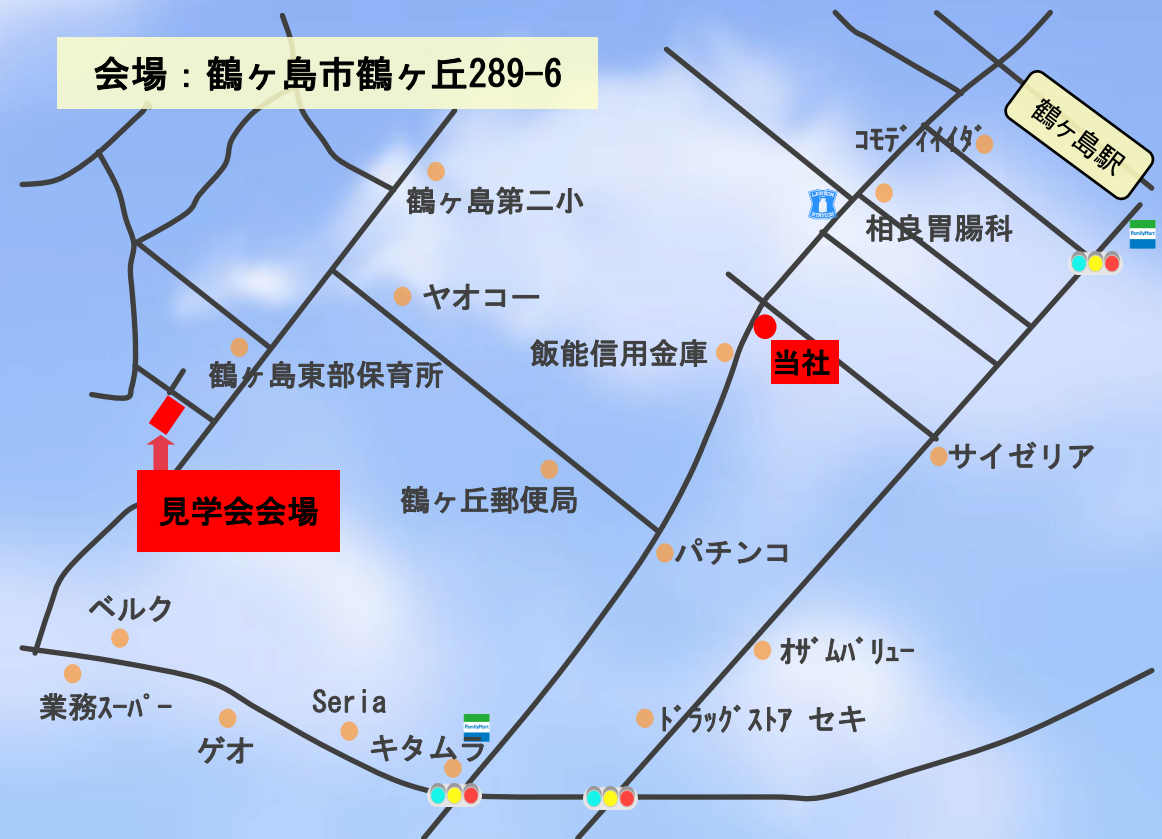 会場：鶴ヶ島市鶴ヶ丘289-6
鶴ヶ島駅
コモディイイダ
鶴ヶ島第二小
LAWSON
STATION
相良胃腸科
FamilyMart
ヤオコー
飯能信用金庫
当社
鶴ヶ島東部保育所
サイゼリア
鶴ヶ丘郵便局
見学会会場
パチンコ
ベルク
オザムバリュー
業務スーパー
Seria
ドラッグストア セキ
FamilyMart
ゲオ
キタムラ